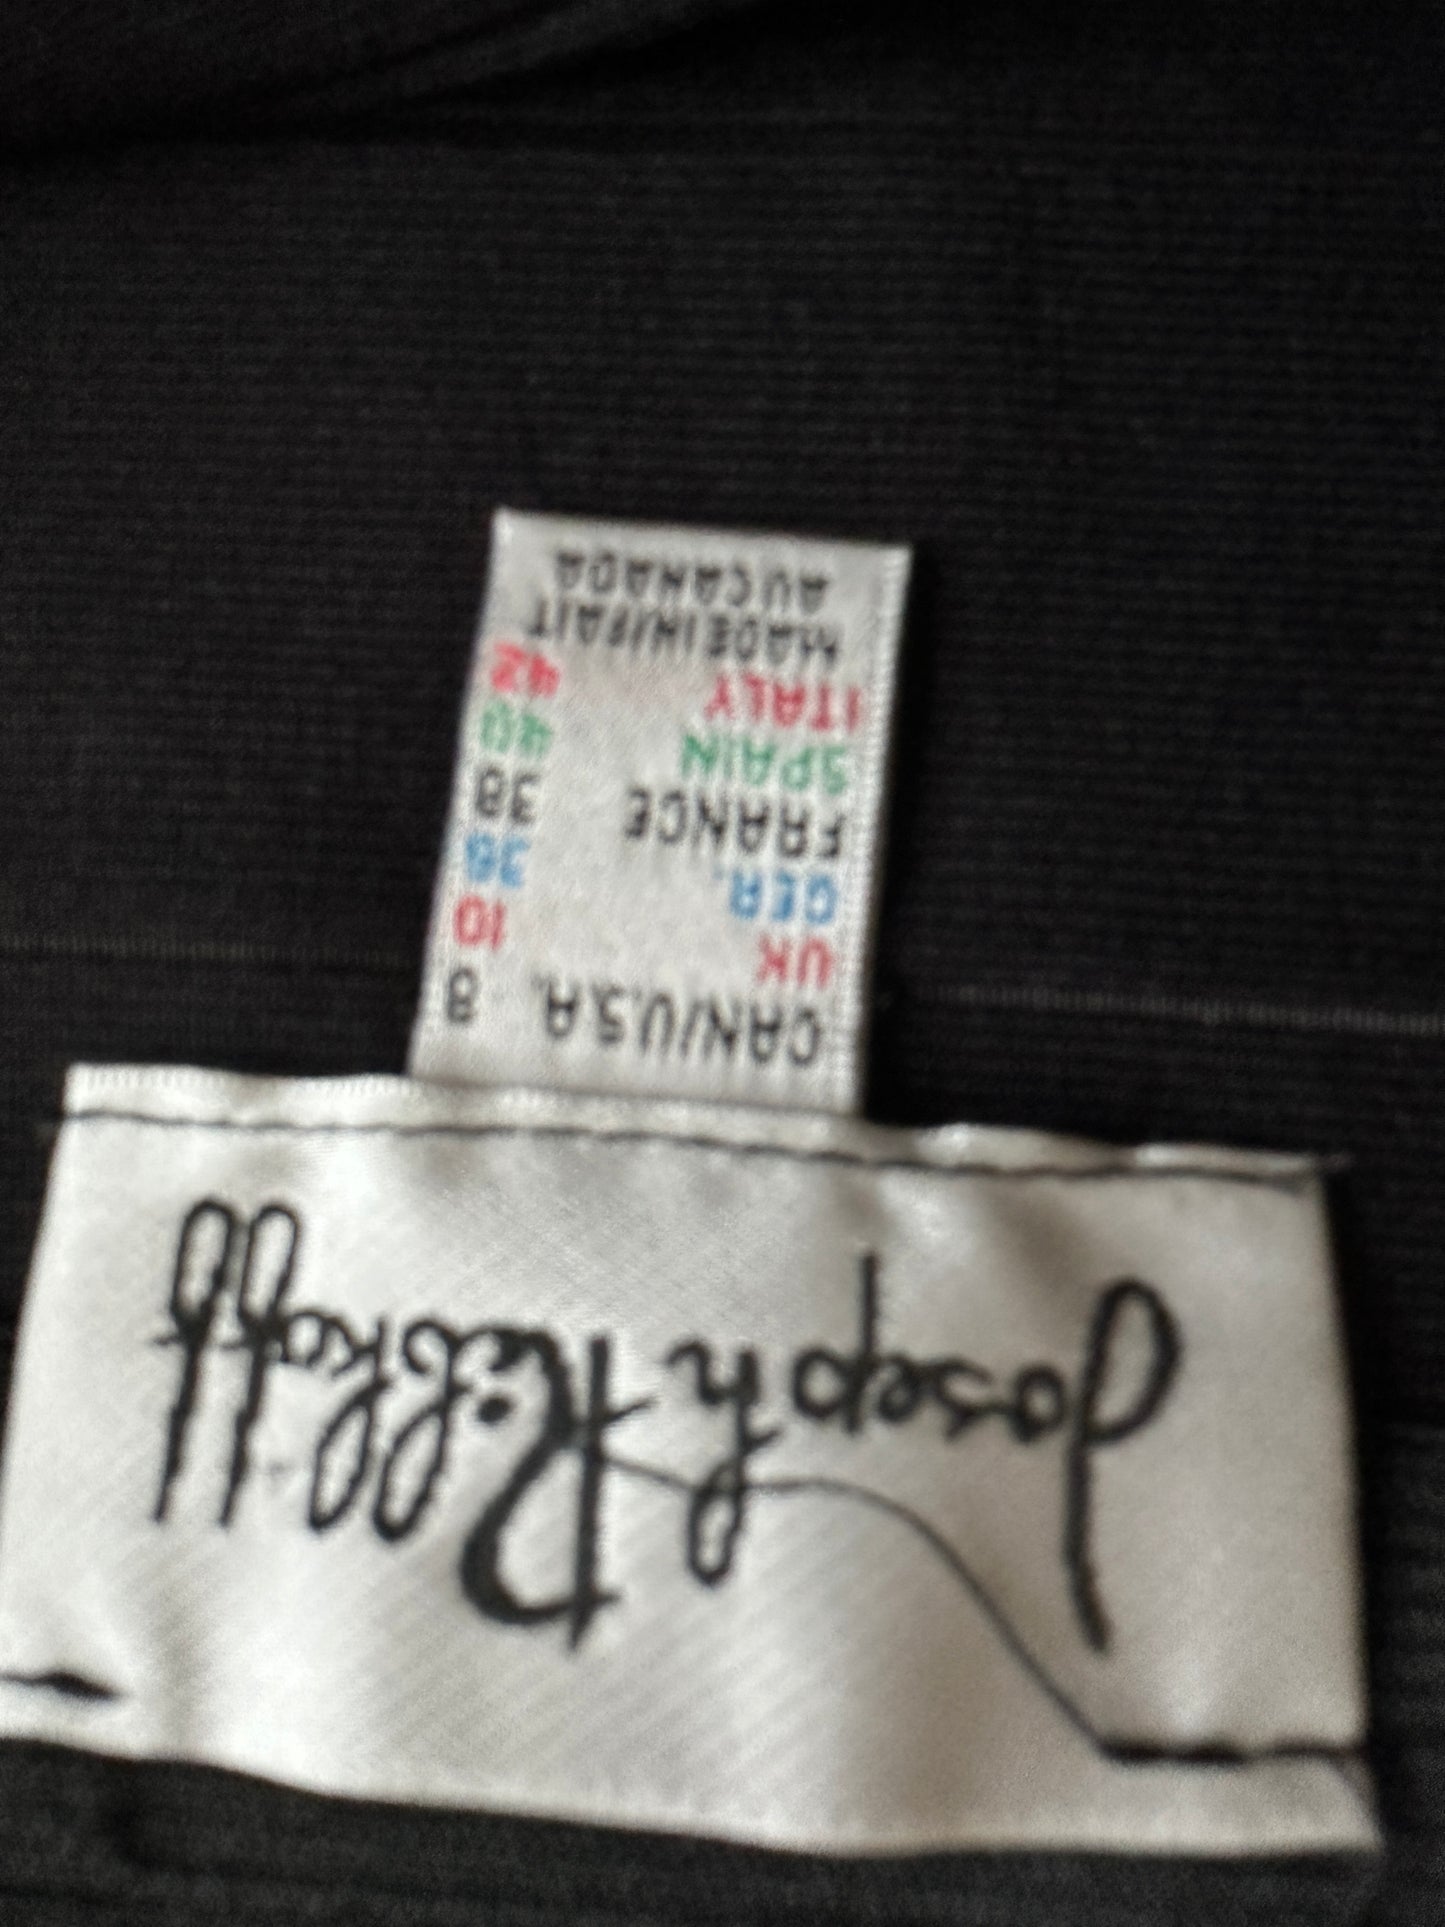 Joseph Ribkoff
CAN/U.S.A. 8
UK 10
GER. 36
FRANCE 38
SPAIN 40
ITALY 42
MADE IN/FAIT
AU CANADA